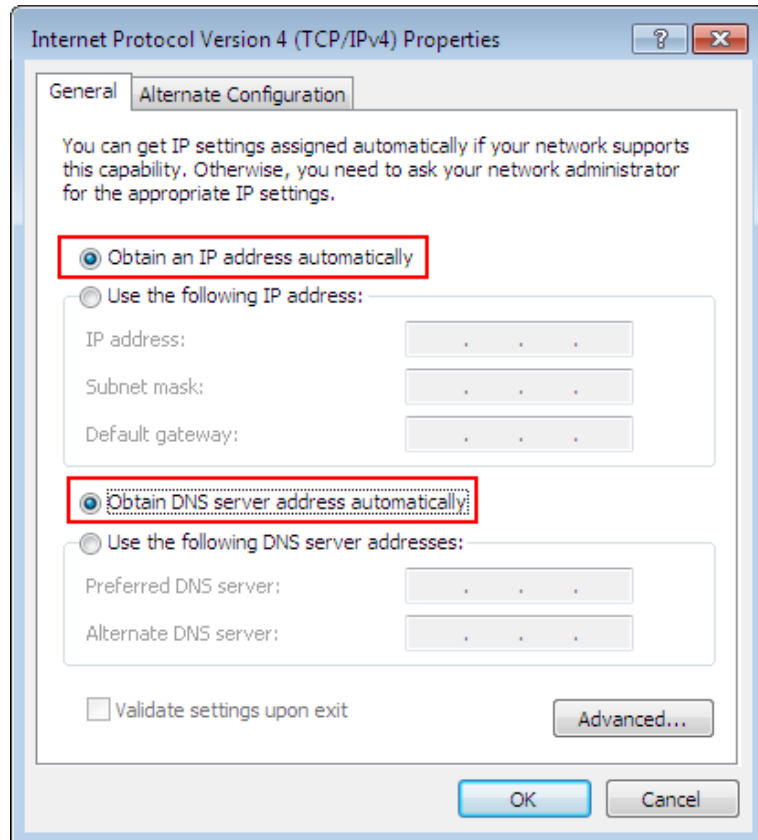 Internet Protocol Version 4 (TCP/IPv4) Properties
General
Alternate Configuration
You can get IP settings assigned automatically if your network supports
this capability. Otherwise, you need to ask your network administrator
for the appropriate IP settings.
Obtain an IP address automatically
Use the following IP address:
IP address:
Subnet mask:
Default gateway:
Obtain DNS server address automatically
Use the following DNS server addresses:
Preferred DNS server:
Alternate DNS server:
Validate settings upon exit
Advanced...
OK
Cancel